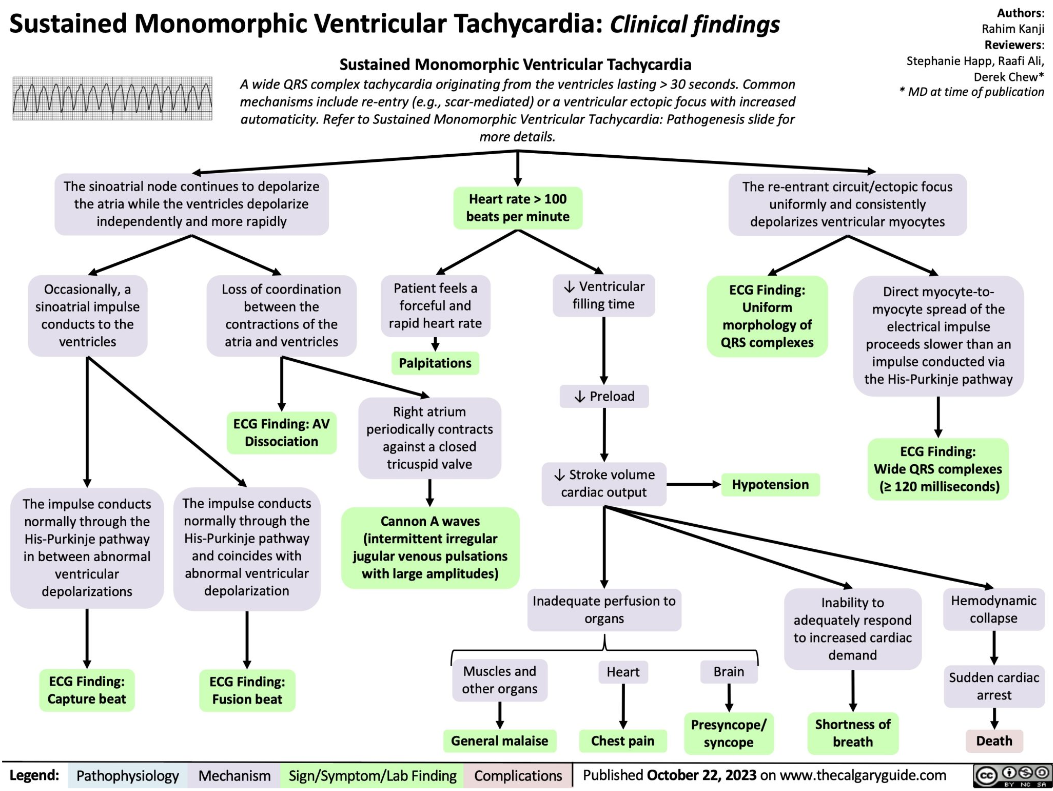 Sustained Monomorphic Ventricular Tachycardia: Clinical findings
Authors:
Rahim Kanji
Reviewers:
Stephanie Happ, Raafi Ali,
Derek Chew*
* MD at time of publication
Sustained Monomorphic Ventricular Tachycardia
A wide QRS complex tachycardia originating from the ventricles lasting > 30 seconds. Common
mechanisms include re-entry (e.g., scar-mediated) or a ventricular ectopic focus with increased
automaticity. Refer to Sustained Monomorphic Ventricular Tachycardia: Pathogenesis slide for
more details.
The sinoatrial node continues to depolarize
the atria while the ventricles depolarize
independently and more rapidly
Heart rate > 100
beats per minute
The re-entrant circuit/ectopic focus
uniformly and consistently
depolarizes ventricular myocytes
Occasionally, a
sinoatrial impulse
conducts to the
ventricles
Loss of coordination
between the
contractions of the
atria and ventricles
Patient feels a
forceful and
rapid heart rate
↓ Ventricular
filling time
ECG Finding:
Uniform
morphology of
QRS complexes
Direct myocyte-to-
myocyte spread of the
electrical impulse
proceeds slower than an
impulse conducted via
the His-Purkinje pathway
Palpitations
↓ Preload
ECG Finding: AV
Dissociation
Right atrium
periodically contracts
against a closed
tricuspid valve
ECG Finding:
Wide QRS complexes
(≥ 120 milliseconds)
↓ Stroke volume
cardiac output
Hypotension
The impulse conducts
normally through the
His-Purkinje pathway
in between abnormal
ventricular
depolarizations
The impulse conducts
normally through the
His-Purkinje pathway
and coincides with
abnormal ventricular
depolarization
Cannon A waves
(intermittent irregular
jugular venous pulsations
with large amplitudes)
Inadequate perfusion to
organs
Inability to
adequately respond
to increased cardiac
demand
Hemodynamic
collapse
ECG Finding:
Capture beat
ECG Finding:
Fusion beat
Muscles and
other organs
Heart
Brain
Sudden cardiac
arrest
General malaise
Chest pain
Presyncope/
syncope
Shortness of
breath
Death
Legend: Pathophysiology Mechanism Sign/Symptom/Lab Finding Complications Published October 22, 2023 on www.thecalgaryguide.com
cc BY NC SA